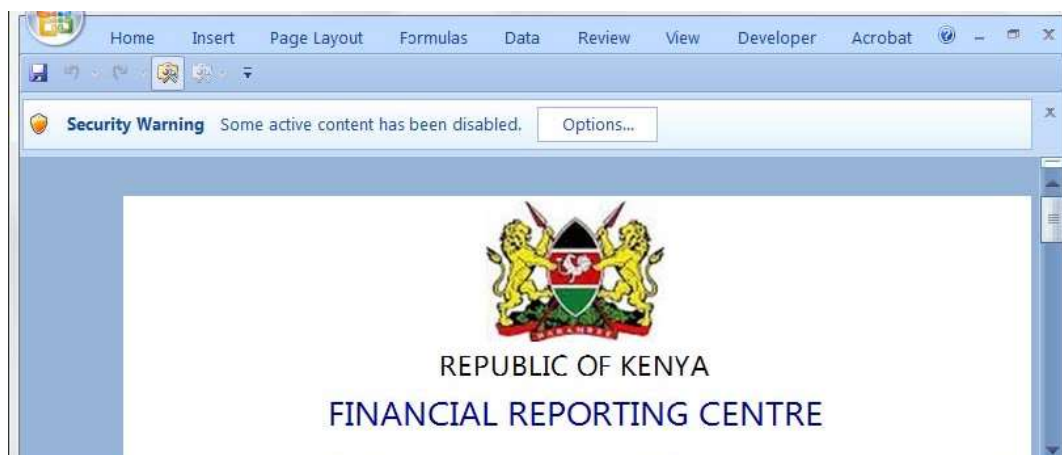 Home Insert Page Layout Formulas Data Review View Developer Acrobat
Security Warning Some active content has been disabled. Options...
HARAMBEE
REPUBLIC OF KENYA
FINANCIAL REPORTING CENTRE